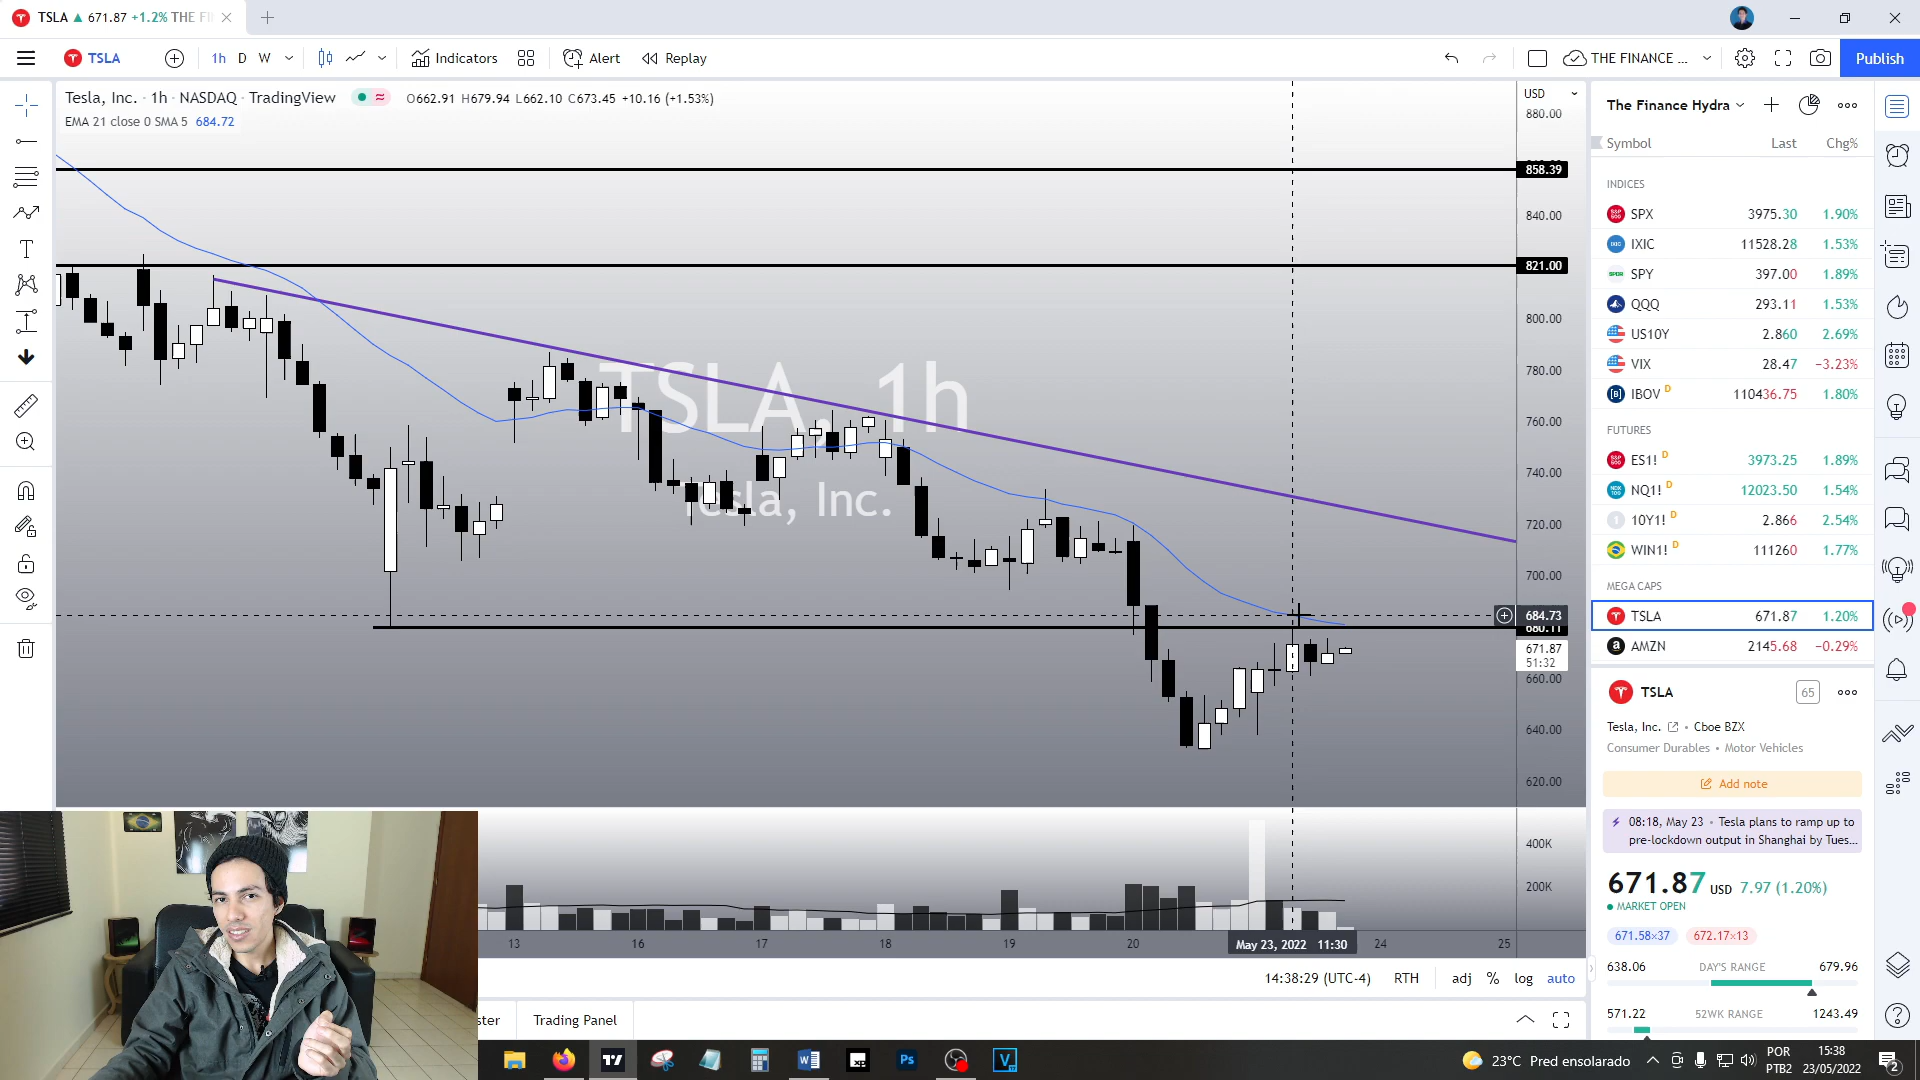 TSLA ▲ 671.87 +1.2% THE FI
TSLA
1h D W
Indicators
Alert
Replay
THE FINANCE ...
Publish
Tesla, Inc. · 1h · NASDAQ · TradingView
O662.91 H679.94 L662.10 C673.45 +10.16 (+1.53%)
EMA 21 close 0 SMA 5 684.72
TSLA, 1h
Tesla, Inc.
USD
880.00
858.39
840.00
821.00
800.00
780.00
760.00
740.00
720.00
700.00
684.73
680.11
671.87
51:32
660.00
640.00
620.00
400K
200K
13 16 17 18 19 20 May 23, 2022 11:30 24 25
14:38:29 (UTC-4) RTH adj % log auto
ster Trading Panel
The Finance Hydra
Symbol Last Chg%
INDICES
SPX 3975.30 1.90%
IXIC 11528.28 1.53%
SPY 397.00 1.89%
QQQ 293.11 1.53%
US10Y 2.860 2.69%
VIX 28.47 −3.23%
IBOV D 110436.75 1.80%
FUTURES
ES1! D 3973.25 1.89%
NQ1! D 12023.50 1.54%
10Y1! D 2.866 2.54%
WIN1! D 111260 1.77%
MEGA CAPS
TSLA 671.87 1.20%
AMZN 2145.68 −0.29%
TSLA 65
Tesla, Inc. • Cboe BZX
Consumer Durables • Motor Vehicles
Add note
08:18, May 23 • Tesla plans to ramp up to
pre-lockdown output in Shanghai by Tues...
671.87 USD 7.97 (1.20%)
MARKET OPEN
671.58×37 672.17×13
638.06 DAY'S RANGE 679.96
571.22 52WK RANGE 1243.49
23°C Pred ensolarado
POR
PTB2
15:38
23/05/2022
2